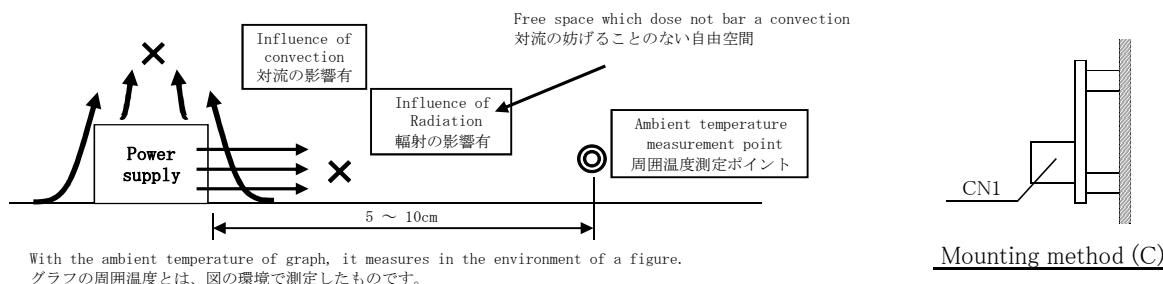 Free space which dose not bar a convection
対流の妨げることのない自由空間
Influence of
convection
対流の影響有
Influence of
Radiation
輻射の影響有
Ambient temperature
measurement point
周囲温度測定ポイント
Power
supply
5 ～ 10cm
With the ambient temperature of graph, it measures in the environment of a figure.
グラフの周囲温度とは、図の環境で測定したものです。
CN1
Mounting method (C)